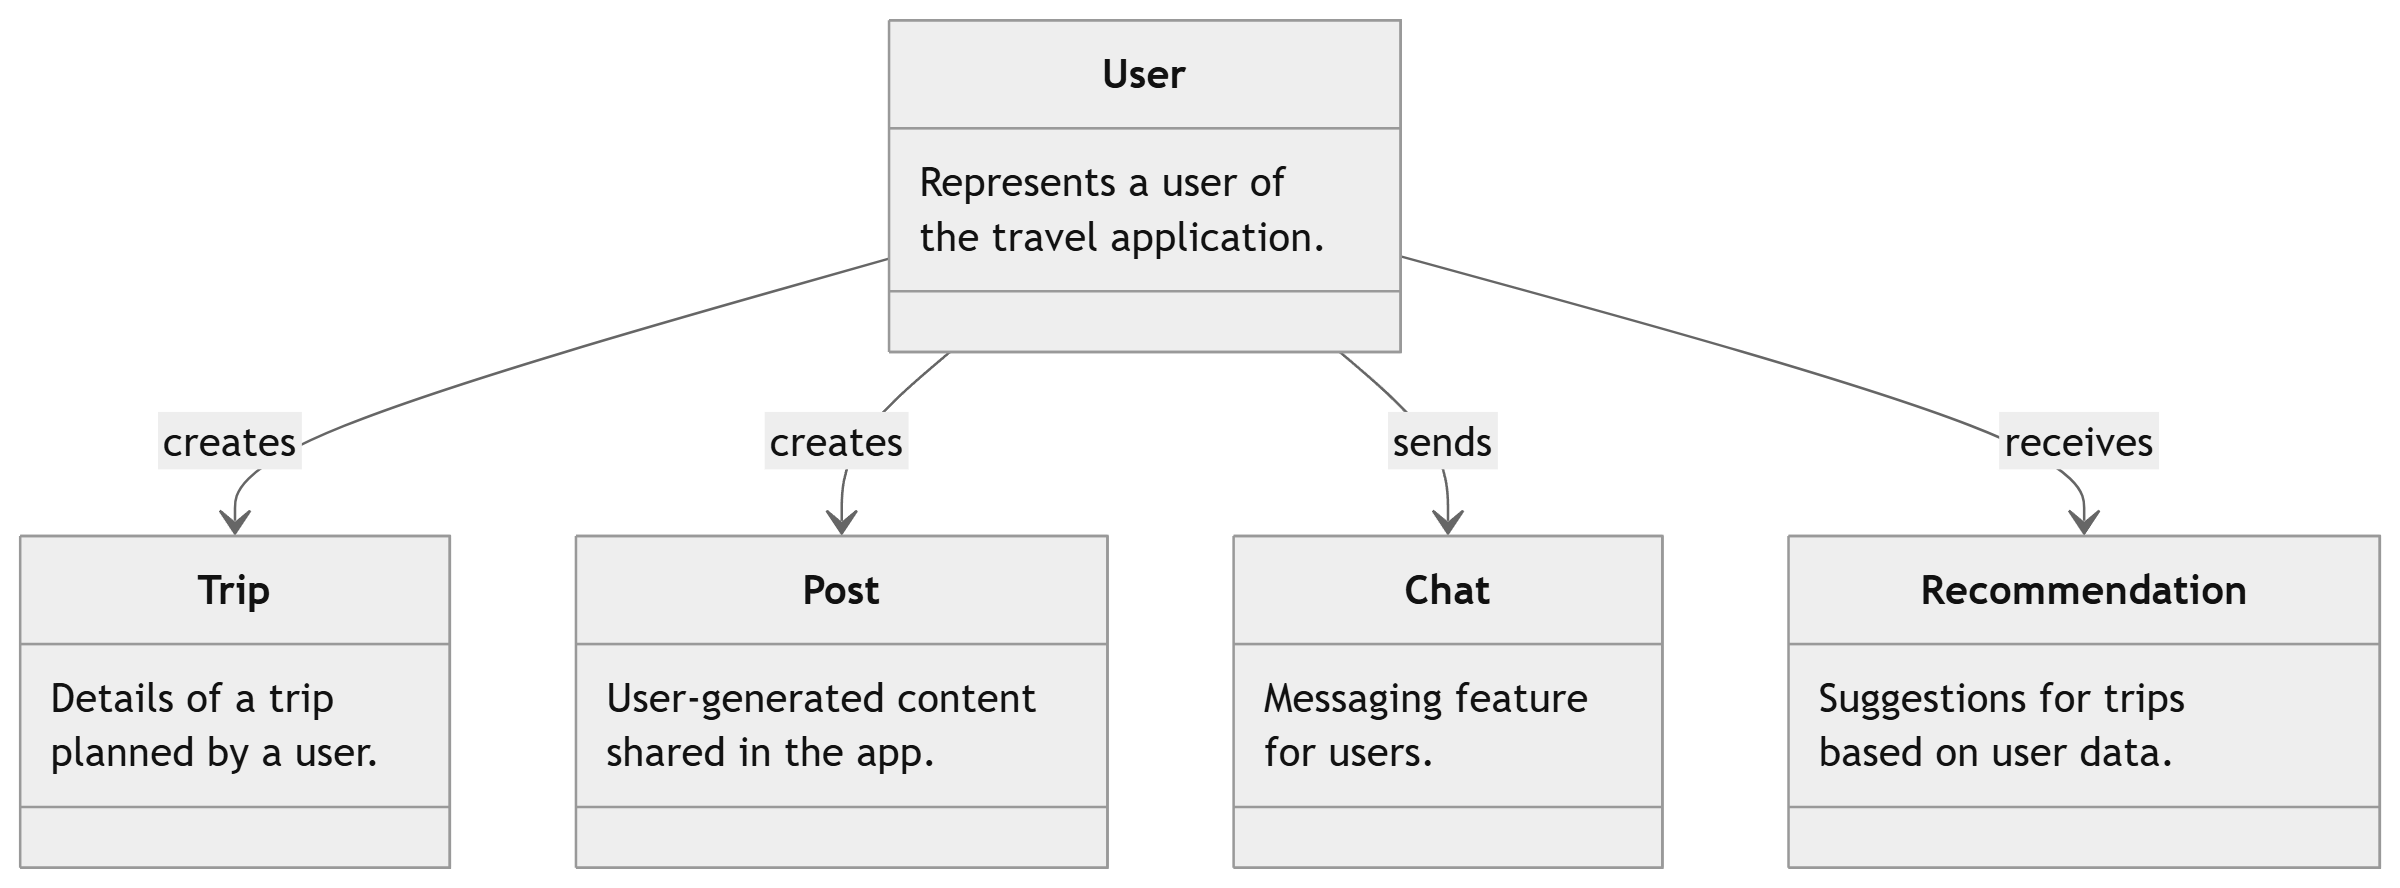 User
Represents a user of
the travel application.
creates
creates
sends
receives
Trip
Details of a trip
planned by a user.
Post
User-generated content
shared in the app.
Chat
Messaging feature
for users.
Recommendation
Suggestions for trips
based on user data.